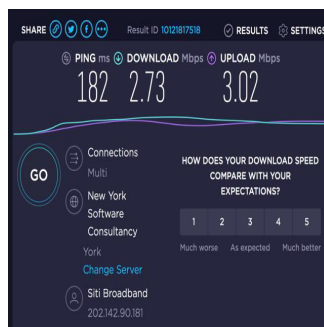 SHARE Result ID 10121817518 RESULTS SETTINGS
PING ms DOWNLOAD Mbps UPLOAD Mbps
182 2.73 3.02
GO
Connections
Multi
New York
Software
Consultancy
York
Change Server
Siti Broadband
202.142.90.181
HOW DOES YOUR DOWNLOAD SPEED
COMPARE WITH YOUR
EXPECTATIONS?
1 2 3 4 5
Much worse As expected Much better